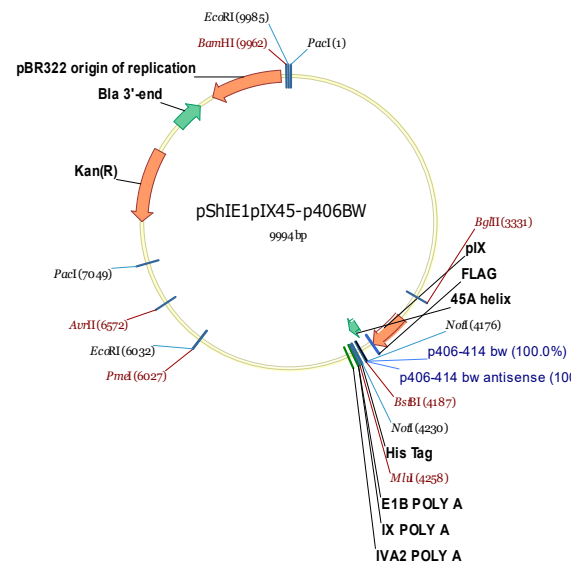 EcoRI (9985)
BamHI (9962)
PacI (1)
pBR322 origin of replication
Bla 3'-end
Kan(R)
pShIE1pIX45-p406BW
9994 bp
BglII (3331)
pIX
FLAG
45A helix
PacI (7049)
AvrII (6572)
NotI (4176)
EcoRI (6032)
p406-414 bw (100.0%)
PmeI (6027)
p406-414 bw antisense (100
BstBI (4187)
NotI (4230)
His Tag
MluI (4258)
E1B POLY A
IX POLY A
IVA2 POLY A